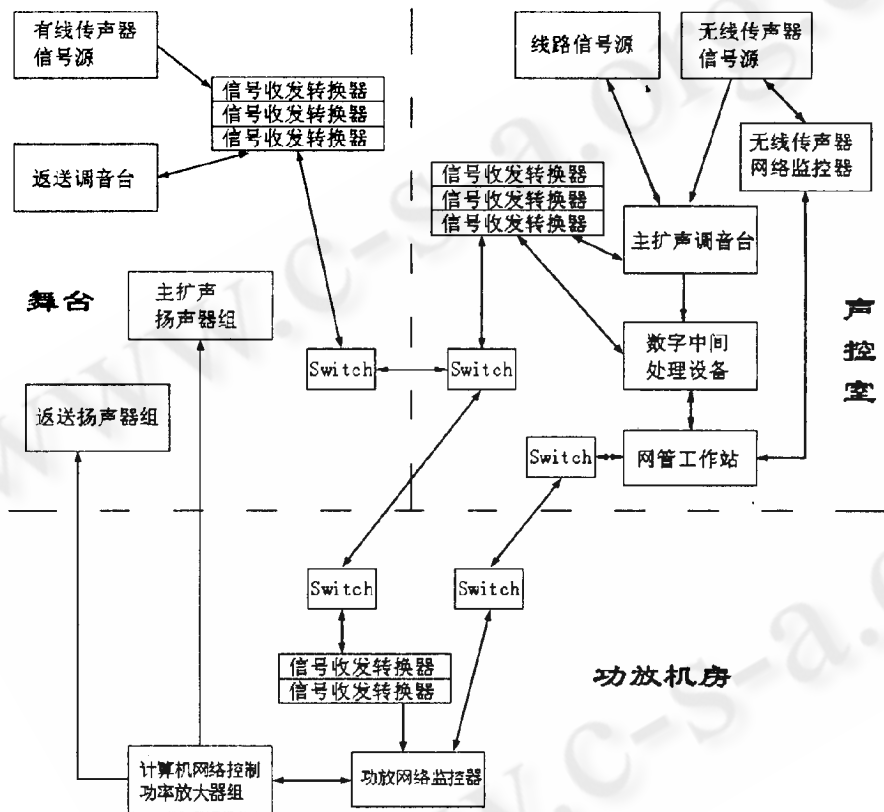 有线传声器
信号源
信号收发转换器
信号收发转换器
信号收发转换器
返送调音台
舞台
主扩声
扬声器组
返送扬声器组
Switch
线路信号源
无线传声器
信号源
无线传声器
网络监控器
信号收发转换器
信号收发转换器
信号收发转换器
主扩声调音台
声控室
数字中间
处理设备
Switch
Switch
网管工作站
Switch
Switch
信号收发转换器
信号收发转换器
功放机房
计算机网络控制
功率放大器组
功放网络监控器
www.c-s-a.org.c
www.c-s-a.o